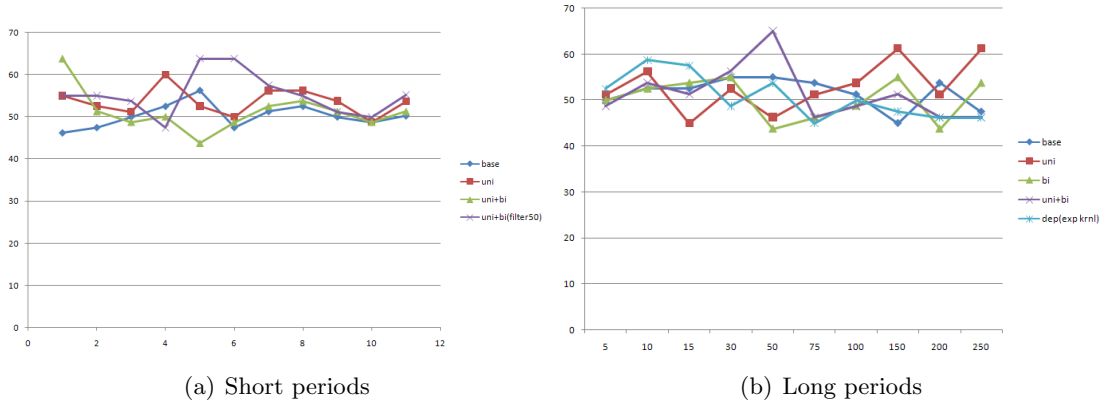 70
60
50
40
30
20
10
0
0 2 4 6 8 10 12
base
uni
uni+bi
uni+bi(filter50)
(a) Short periods
70
60
50
40
30
20
10
0
5 10 15 30 50 75 100 150 200 250
base
uni
bi
uni+bi
dep(exp krnl)
(b) Long periods